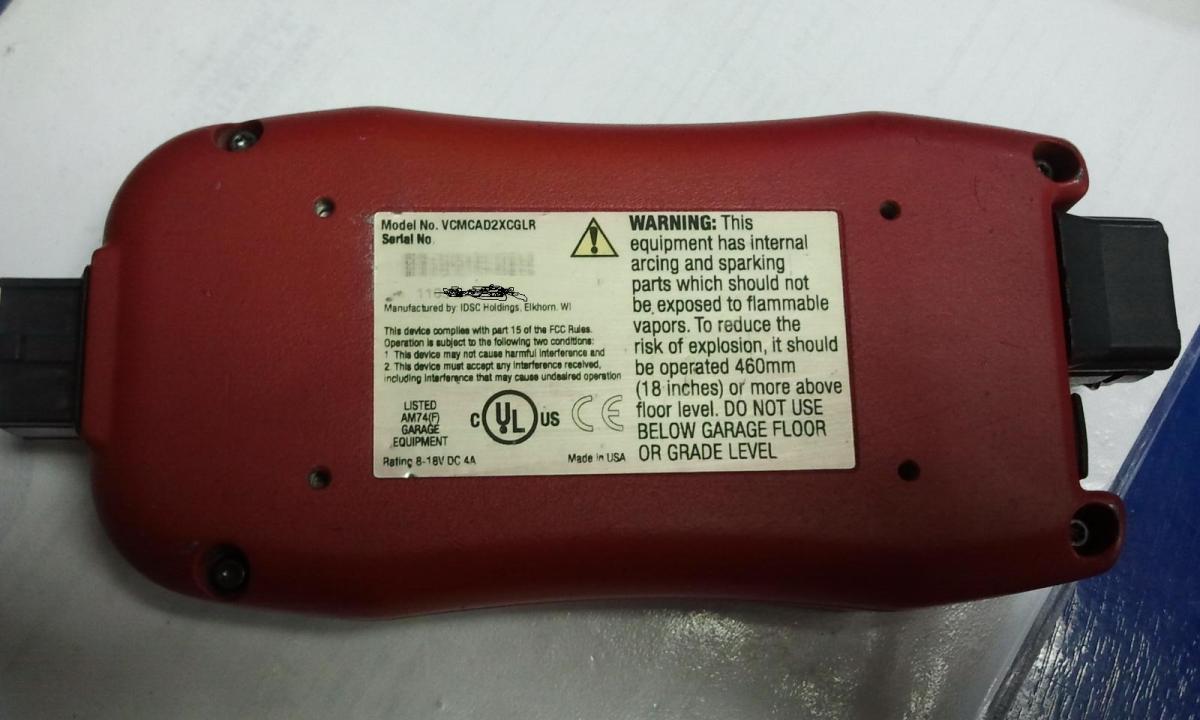 Model No. VCMCAD2XCGLR
Serial No.
Manufactured by IDSC Holdings, Elkhorn, WI
This device complies with part 15 of the FCC Rules.
Operation is subject to the following two conditions:
1 This device may not cause harmful interference and
2 This device must accept any interference received,
including interference that may cause undesired operation
LISTED
AM74(F)
GARAGE
EQUIPMENT
C UL US CE
Rating 8-18V DC 4A
Made in USA
WARNING: This
equipment has internal
arcing and sparking
parts which should not
be exposed to flammable
vapors. To reduce the
risk of explosion, it should
be operated 460mm
(18 inches) or more above
floor level. DO NOT USE
BELOW GARAGE FLOOR
OR GRADE LEVEL